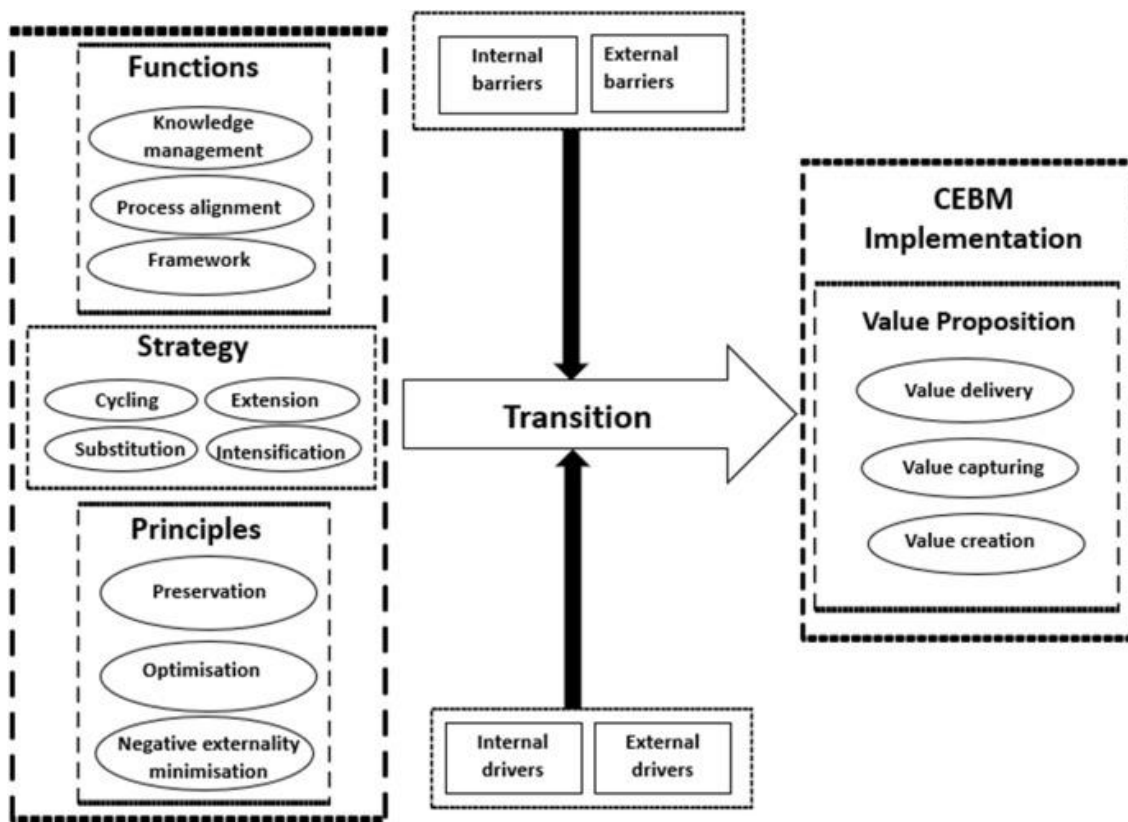 Functions
Knowledge
management
Process alignment
Framework
Strategy
Cycling
Extension
Substitution
Intensification
Principles
Preservation
Optimisation
Negative externality
minimisation
Internal
barriers
External
barriers
Transition
Internal
drivers
External
drivers
CEBM
Implementation
Value Proposition
Value delivery
Value capturing
Value creation